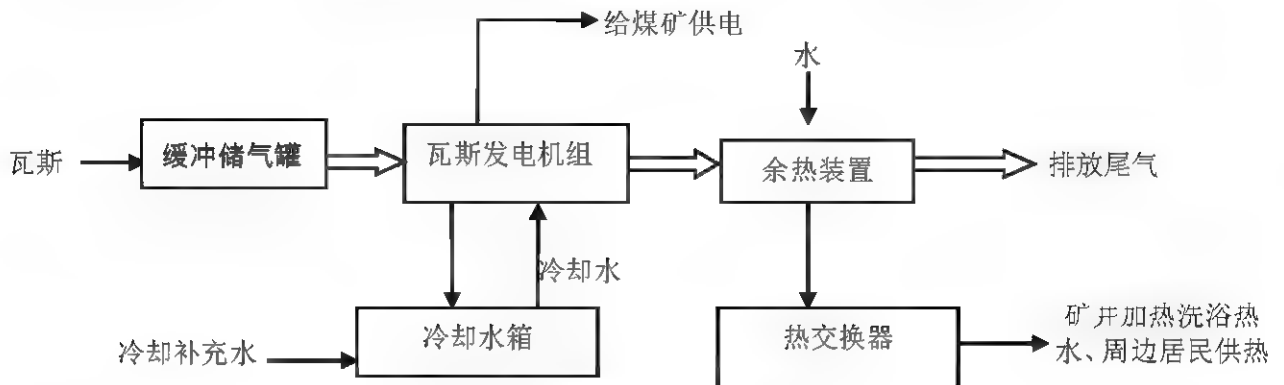 给煤矿供电
水
瓦斯
缓冲储气罐
瓦斯发电机组
余热装置
排放尾气
冷却水
冷却补充水
冷却水箱
热交换器
矿井加热洗浴热
水、周边居民供热